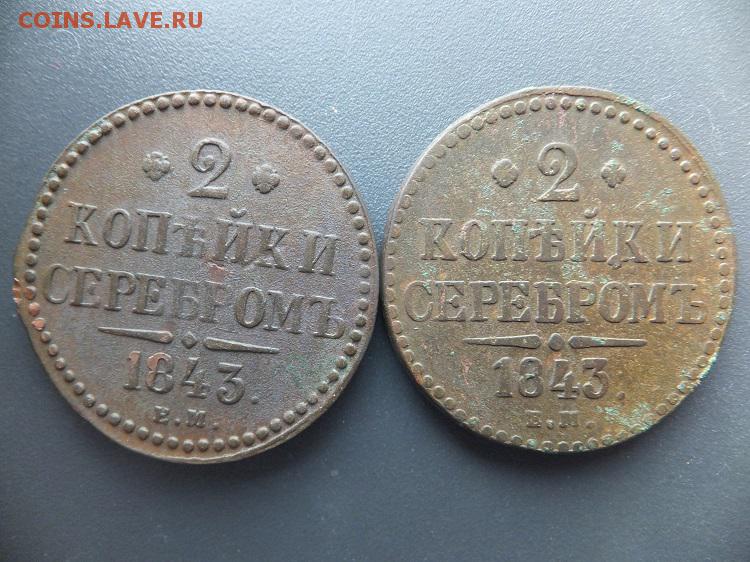 COINS.LAVE.RU
2
КОПѢЙКИ
СЕРЕБРОМЪ
1843.
Е.М.
2
КОПѢЙКИ
СЕРЕБРОМЪ
1843.
Е.М.